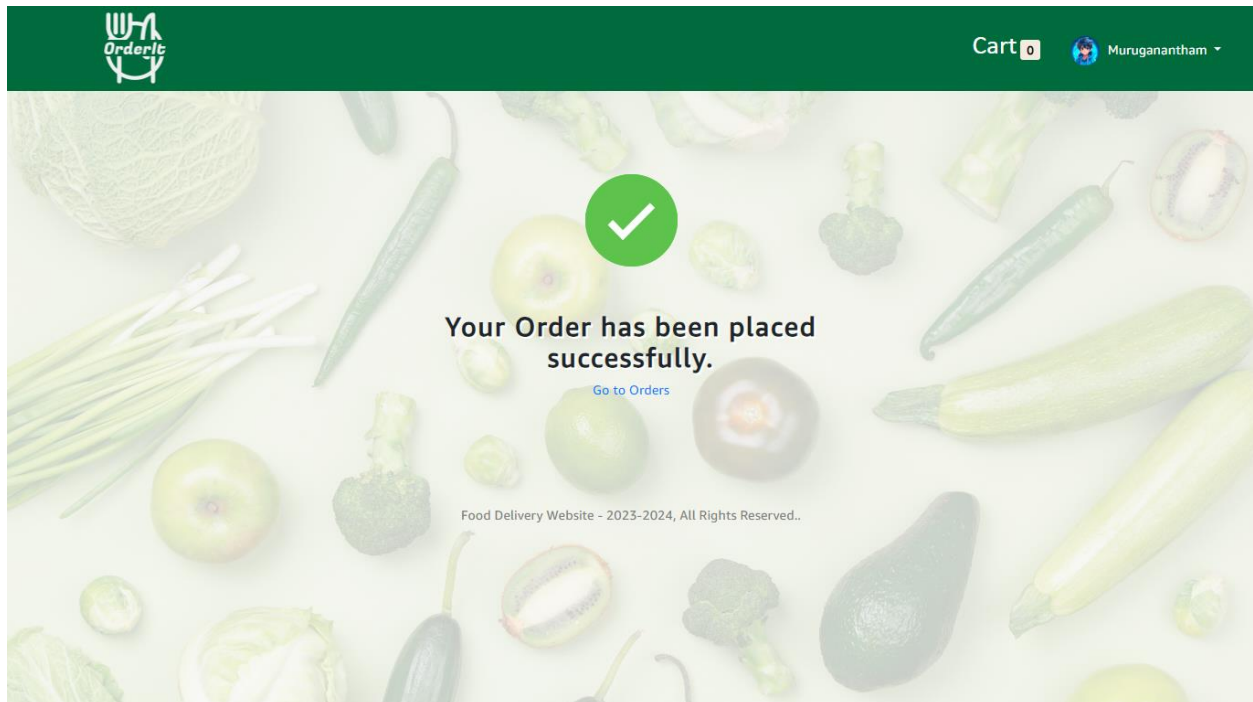 OrderIt
Cart 0
Muruganantham
Your Order has been placed
successfully.
Go to Orders
Food Delivery Website - 2023-2024, All Rights Reserved..